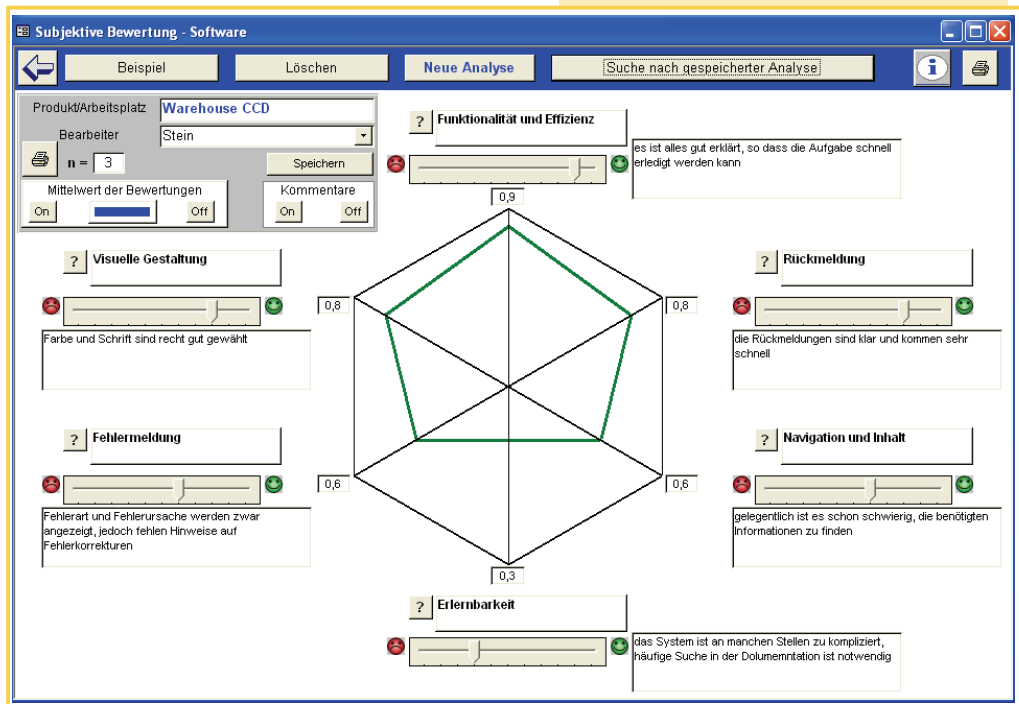 Subjektive Bewertung - Software
Beispiel
Löschen
Neue Analyse
Suche nach gespeicherter Analyse
Produkt/Arbeitsplatz
Warehouse CCD
Bearbeiter
Stein
n =
3
Speichern
Mittelwert der Bewertungen
On
Off
Kommentare
On
Off
?
Funktionalität und Effizienz
es ist alles gut erklärt, so dass die Aufgabe schnell
erledigt werden kann
0,9
?
Visuelle Gestaltung
Farbe und Schrift sind recht gut gewählt
0,8
?
Rückmeldung
die Rückmeldungen sind klar und kommen sehr
schnell
0,8
?
Fehlermeldung
Fehlerart und Fehlerursache werden zwar
angezeigt, jedoch fehlen Hinweise auf
Fehlerkorrekturen
0,6
?
Navigation und Inhalt
gelegentlich ist es schon schwierig, die benötigten
Informationen zu finden
0,6
0,3
?
Erlernbarkeit
das System ist an manchen Stellen zu kompliziert,
häufige Suche in der Dolumemntation ist notwendig